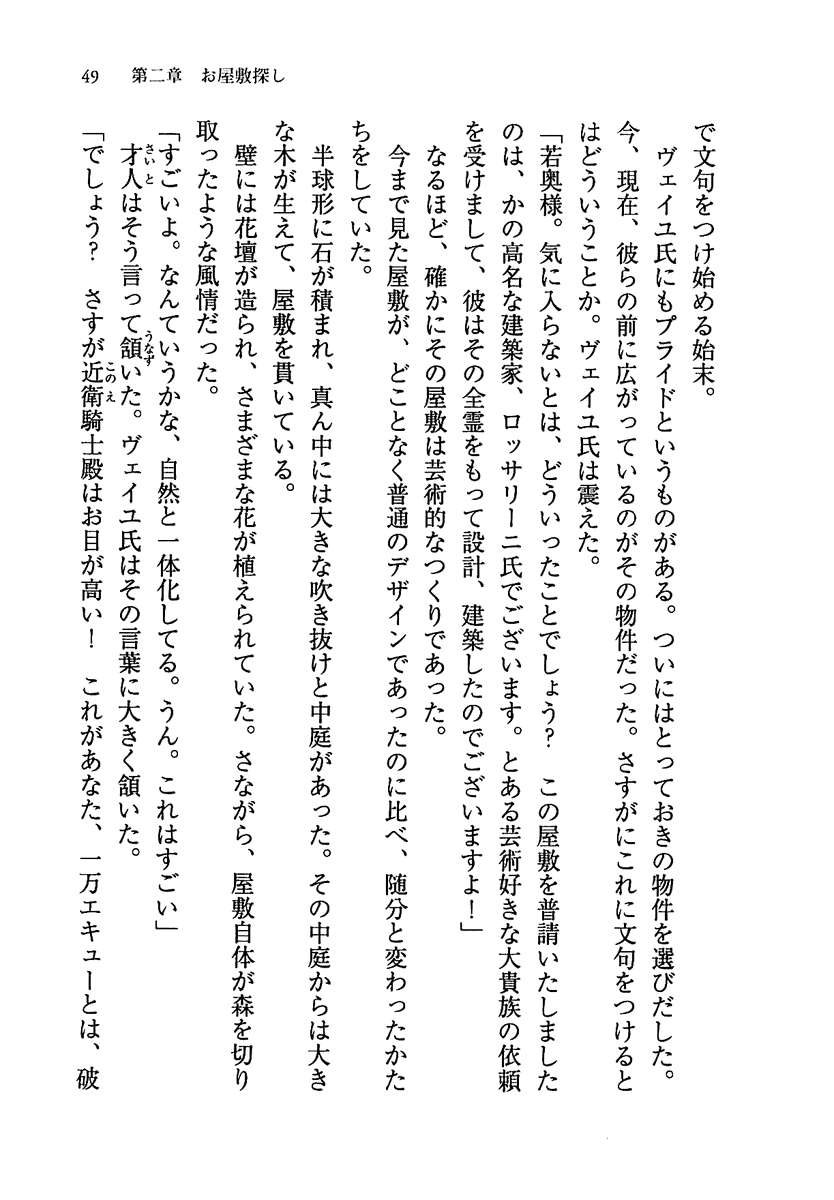 49　第二章　お屋敷探し
で文句をつけ始める始末。
　ヴェイユ氏にもプライドというものがある。ついにはとっておきの物件を選びだした。
今、現在、彼らの前に広がっているのがその物件だった。さすがにこれに文句をつけると
はどういうことか。ヴェイユ氏は震えた。
「若奥様。気に入らないとは、どういったことでしょう？　この屋敷を普請いたしました
のは、かの高名な建築家、ロッサリーニ氏でございます。とある芸術好きな大貴族の依頼
を受けまして、彼はその全霊をもって設計、建築したのでございますよ！」
　なるほど、確かにその屋敷は芸術的なつくりであった。
　今まで見た屋敷が、どことなく普通のデザインであったのに比べ、随分と変わったかた
ちをしていた。
　半球形に石が積まれ、真ん中には大きな吹き抜けと中庭があった。その中庭からは大き
な木が生えて、屋敷を貫いている。
　壁には花壇が造られ、さまざまな花が植えられていた。さながら、屋敷自体が森を切り
取ったような風情だった。
「すごいよ。なんていうかな、自然と一体化してる。うん。これはすごい」
　才人はそう言って頷いた。ヴェイユ氏はその言葉に大きく頷いた。
「でしょう？　さすが近衛騎士殿はお目が高い！　これがあなた、一万エキューとは、破